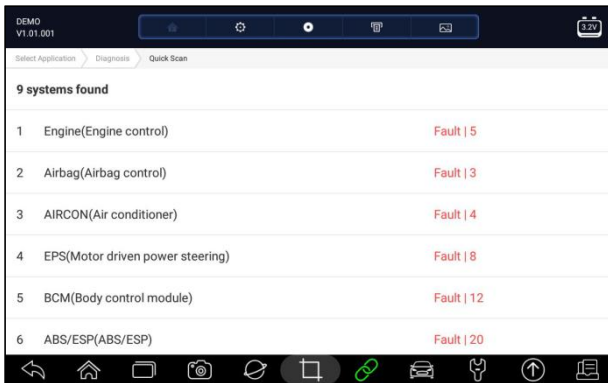 DEMO
V1.01.001
3.2V
Select Application Diagnosis Quick Scan
9 systems found
1 Engine(Engine control) Fault | 5
2 Airbag(Airbag control) Fault | 3
3 AIRCON(Air conditioner) Fault | 4
4 EPS(Motor driven power steering) Fault | 8
5 BCM(Body control module) Fault | 12
6 ABS/ESP(ABS/ESP) Fault | 20